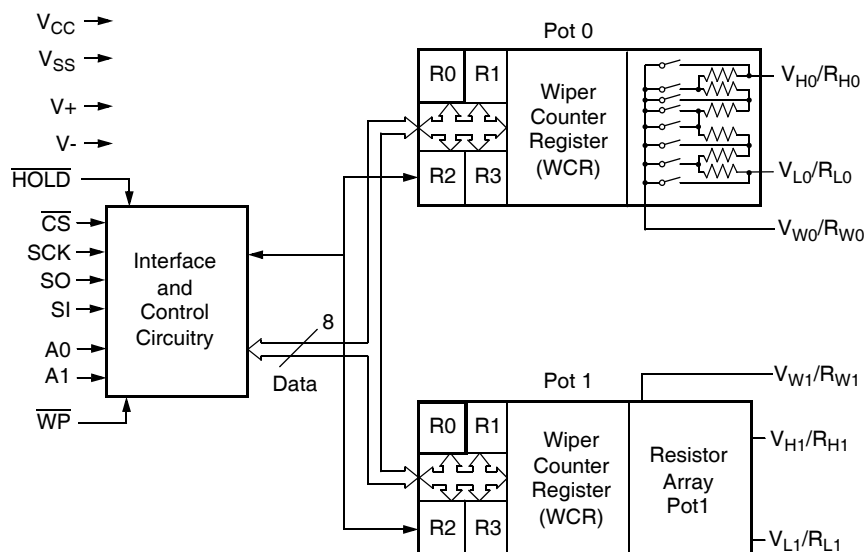 V_CC
V_SS
V+
V-
HOLD
CS
SCK
SO
SI
A0
A1
WP
Interface
and
Control
Circuitry
8
Data
Pot 0
R0 R1
R2 R3
Wiper
Counter
Register
(WCR)
V_H0/R_H0
V_L0/R_L0
V_W0/R_W0
Pot 1
R0 R1
R2 R3
Wiper
Counter
Register
(WCR)
Resistor
Array
Pot1
V_W1/R_W1
V_H1/R_H1
V_L1/R_L1